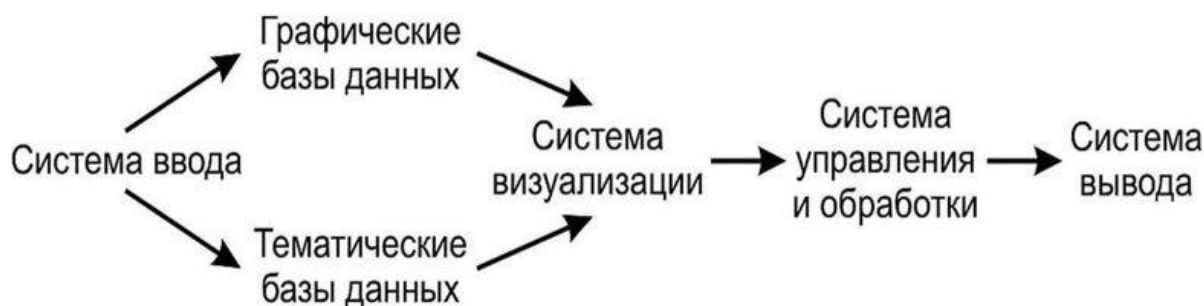 Система ввода
Графические
базы данных
Тематические
базы данных
Система
визуализации
Система
управления
и обработки
Система
вывода